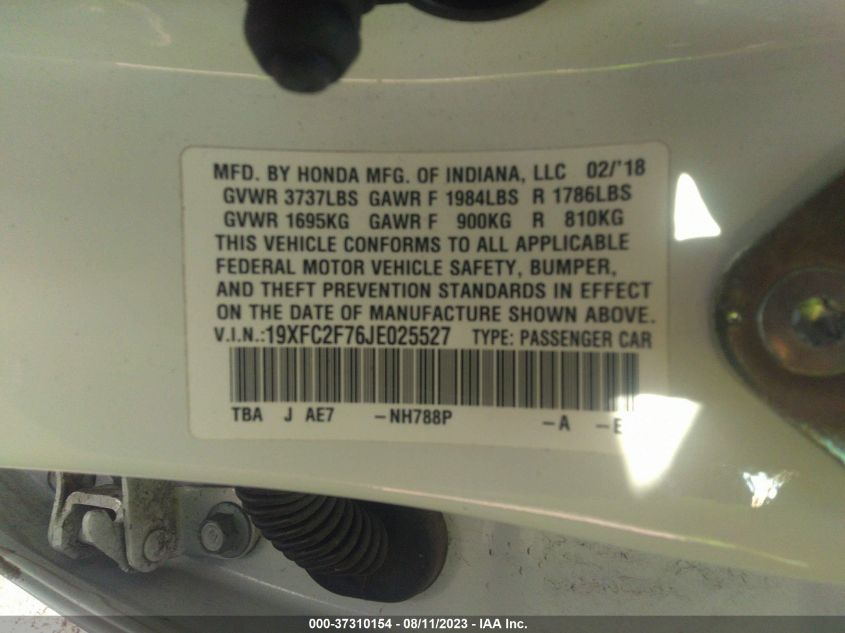 MFD. BY HONDA MFG. OF INDIANA, LLC 02/'18
GVWR 3737LBS GAWR F 1984LBS R 1786LBS
GVWR 1695KG GAWR F 900KG R 810KG
THIS VEHICLE CONFORMS TO ALL APPLICABLE
FEDERAL MOTOR VEHICLE SAFETY, BUMPER,
AND THEFT PREVENTION STANDARDS IN EFFECT
ON THE DATE OF MANUFACTURE SHOWN ABOVE.
V.I.N.:19XFC2F76JE025527 TYPE: PASSENGER CAR
TBA J AE7 -NH788P -A -E
000-37310154 - 08/11/2023 - IAA Inc.